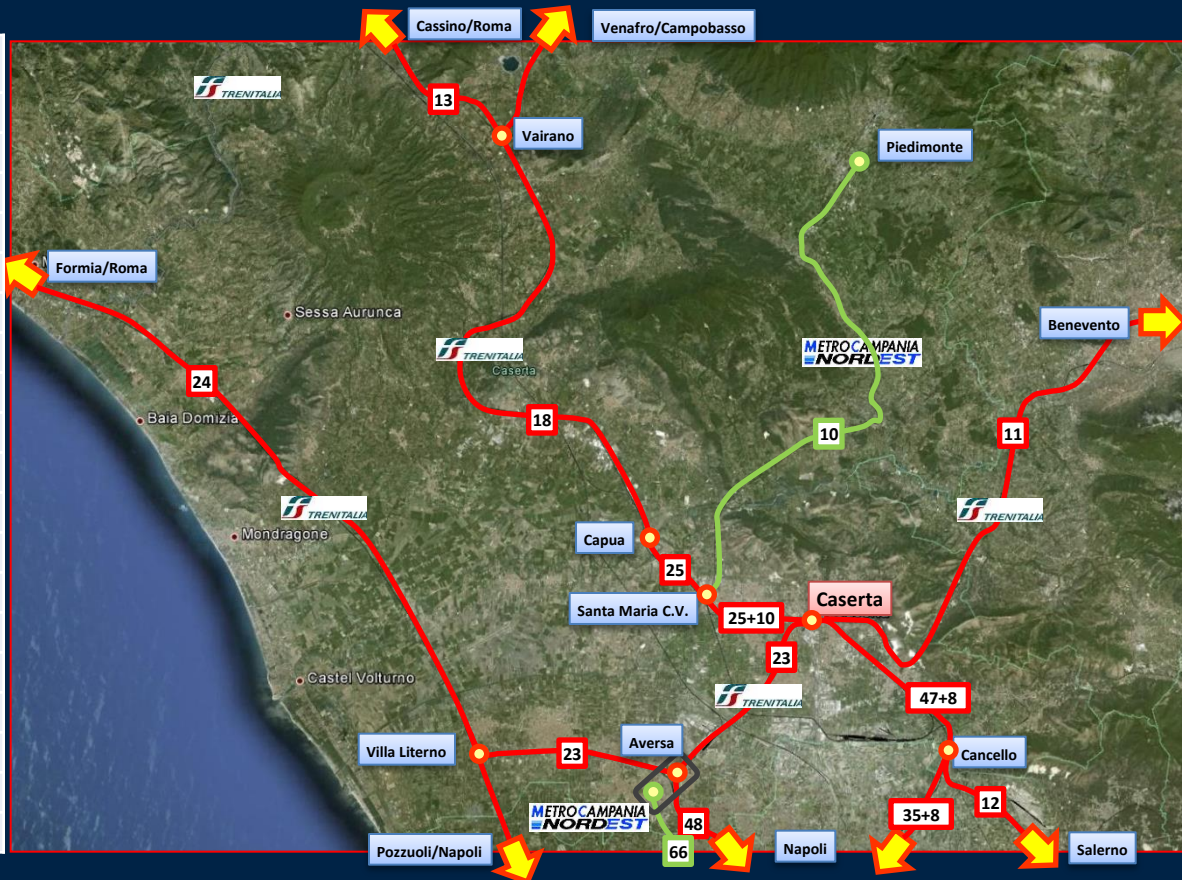 Cassino/Roma
Venafro/Campobasso
TRENITALIA
13
Vairano
Piedimonte
Formia/Roma
Sessa Aurunca
Benevento
METROCAMPANIA
NORDEST
TRENITALIA
Caserta
24
Baia Domizia
18
10
11
TRENITALIA
TRENITALIA
Mondragone
Capua
25
Santa Maria C.V.
25+10
Caserta
23
Castel Volturno
TRENITALIA
47+8
Villa Literno
23
Aversa
Cancello
METROCAMPANIA
NORDEST
48
35+8
12
Pozzuoli/Napoli
66
Napoli
Salerno